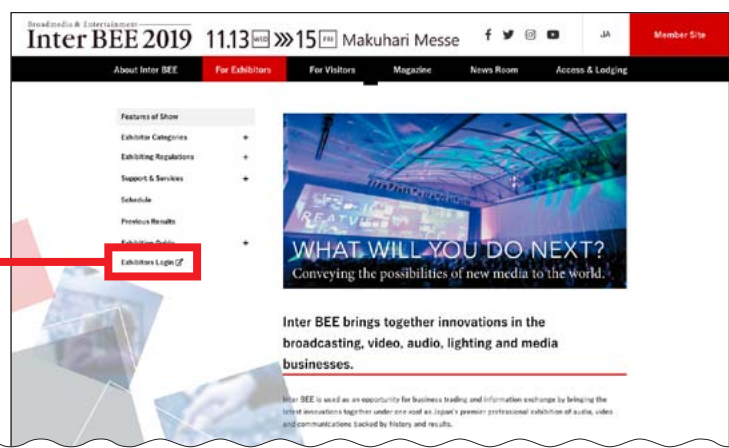 Broadmedia & Entertainment
Inter BEE 2019 11.13 WED 15 FRI Makuhari Messe
JA
Member Site
About Inter BEE For Exhibitors For Visitors Magazine News Room Access & Lodging
Features of Show
Exhibitor Categories +
Exhibiting Regulations +
Support & Services +
Schedule
Previous Results
Exhibiting Guide +
Exhibitors Login
WHAT WILL YOU DO NEXT?
Conveying the possibilities of new media to the world.
Inter BEE brings together innovations in the
broadcasting, video, audio, lighting and media
businesses.
Inter BEE is used as an opportunity for business trading and information exchange by bringing the
latest innovations together under one roof as Japan's premier professional exhibition of audio, video
and communications backed by history and results.